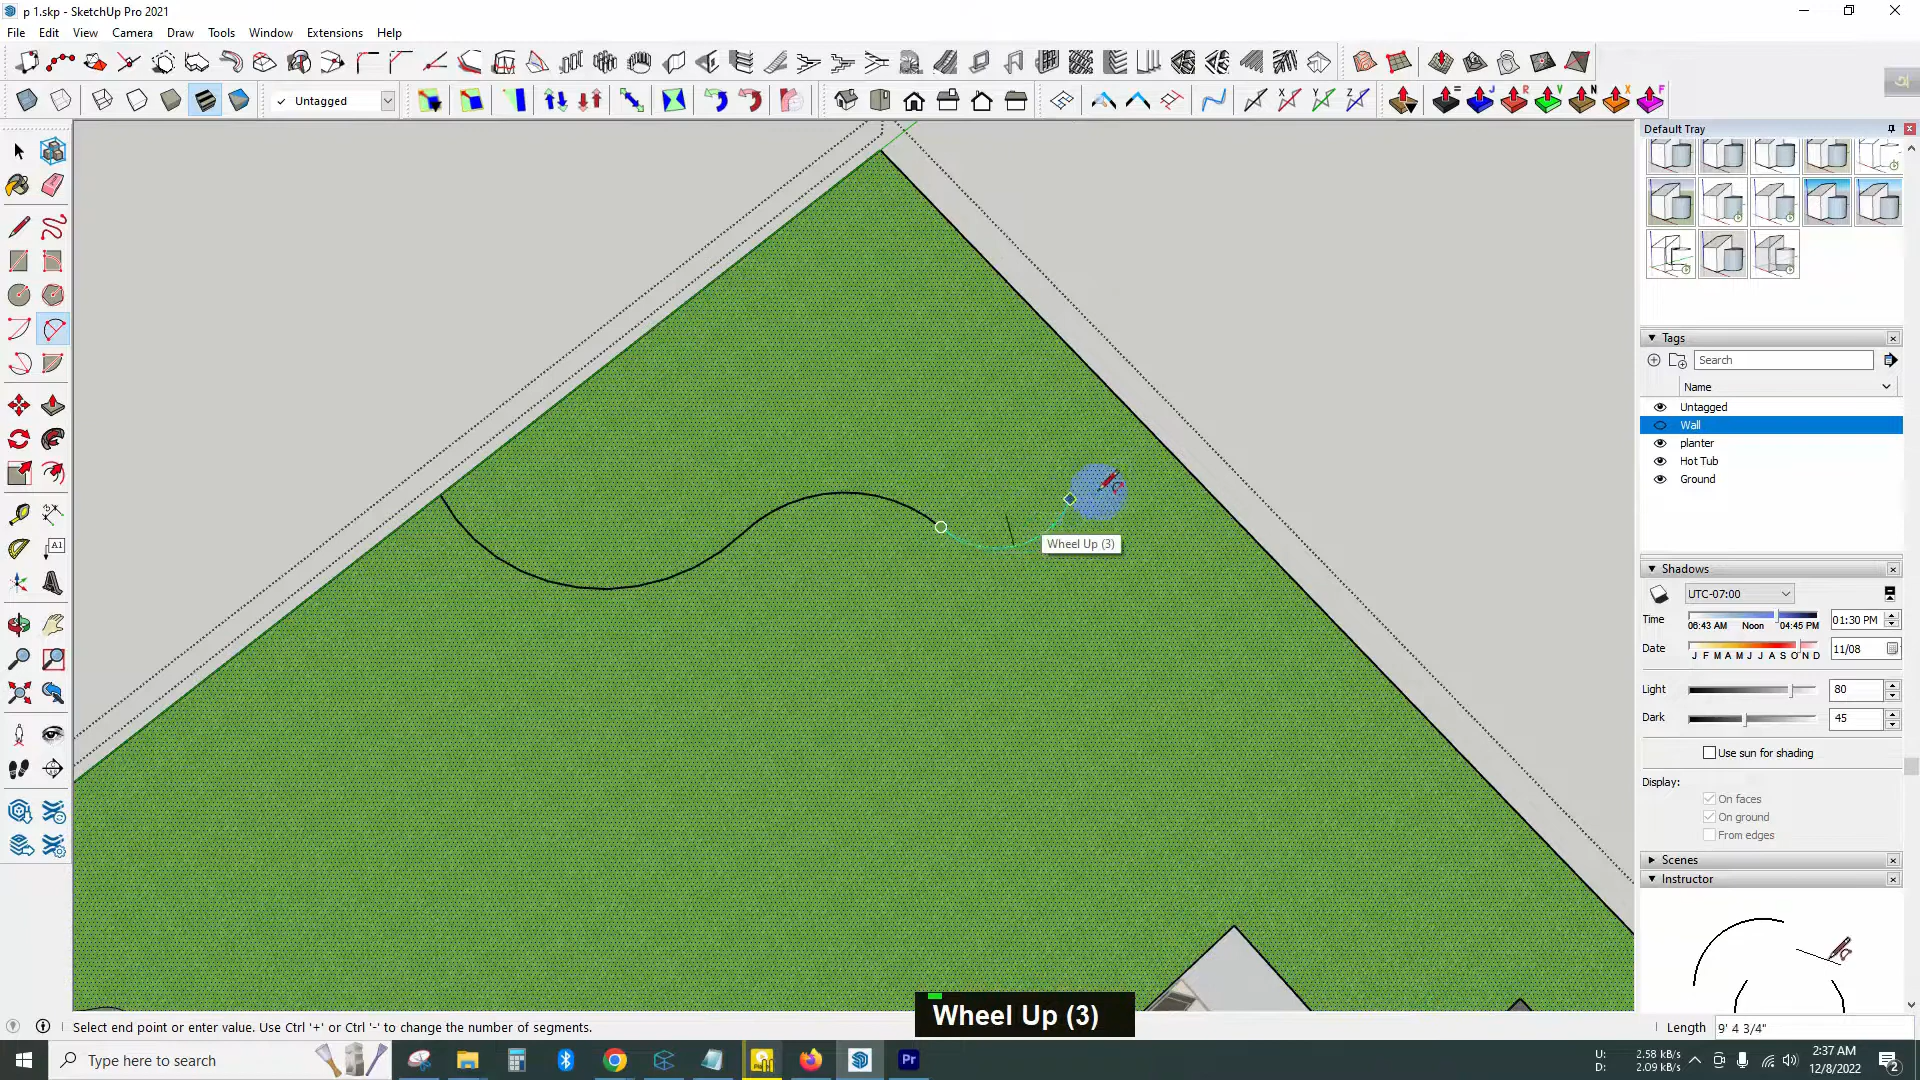 p 1.skp - SketchUp Pro 2021
File Edit View Camera Draw Tools Window Extensions Help
Untagged
Default Tray
Tags
Search
Name
Untagged
Wall
planter
Hot Tub
Ground
Shadows
UTC-07:00
Time 06:43 AM Noon 04:45 PM 01:30 PM
Date J F M A M J J A S O N D 11/08
Light 80
Dark 45
Use sun for shading
Display:
On faces
On ground
From edges
Scenes
Instructor
Wheel Up (3)
Wheel Up (3)
Select end point or enter value. Use Ctrl '+' or Ctrl '-' to change the number of segments.
Length 9' 4 3/4"
Type here to search
U: 2.58 kB/s
D: 2.09 kB/s
2:37 AM
12/8/2022